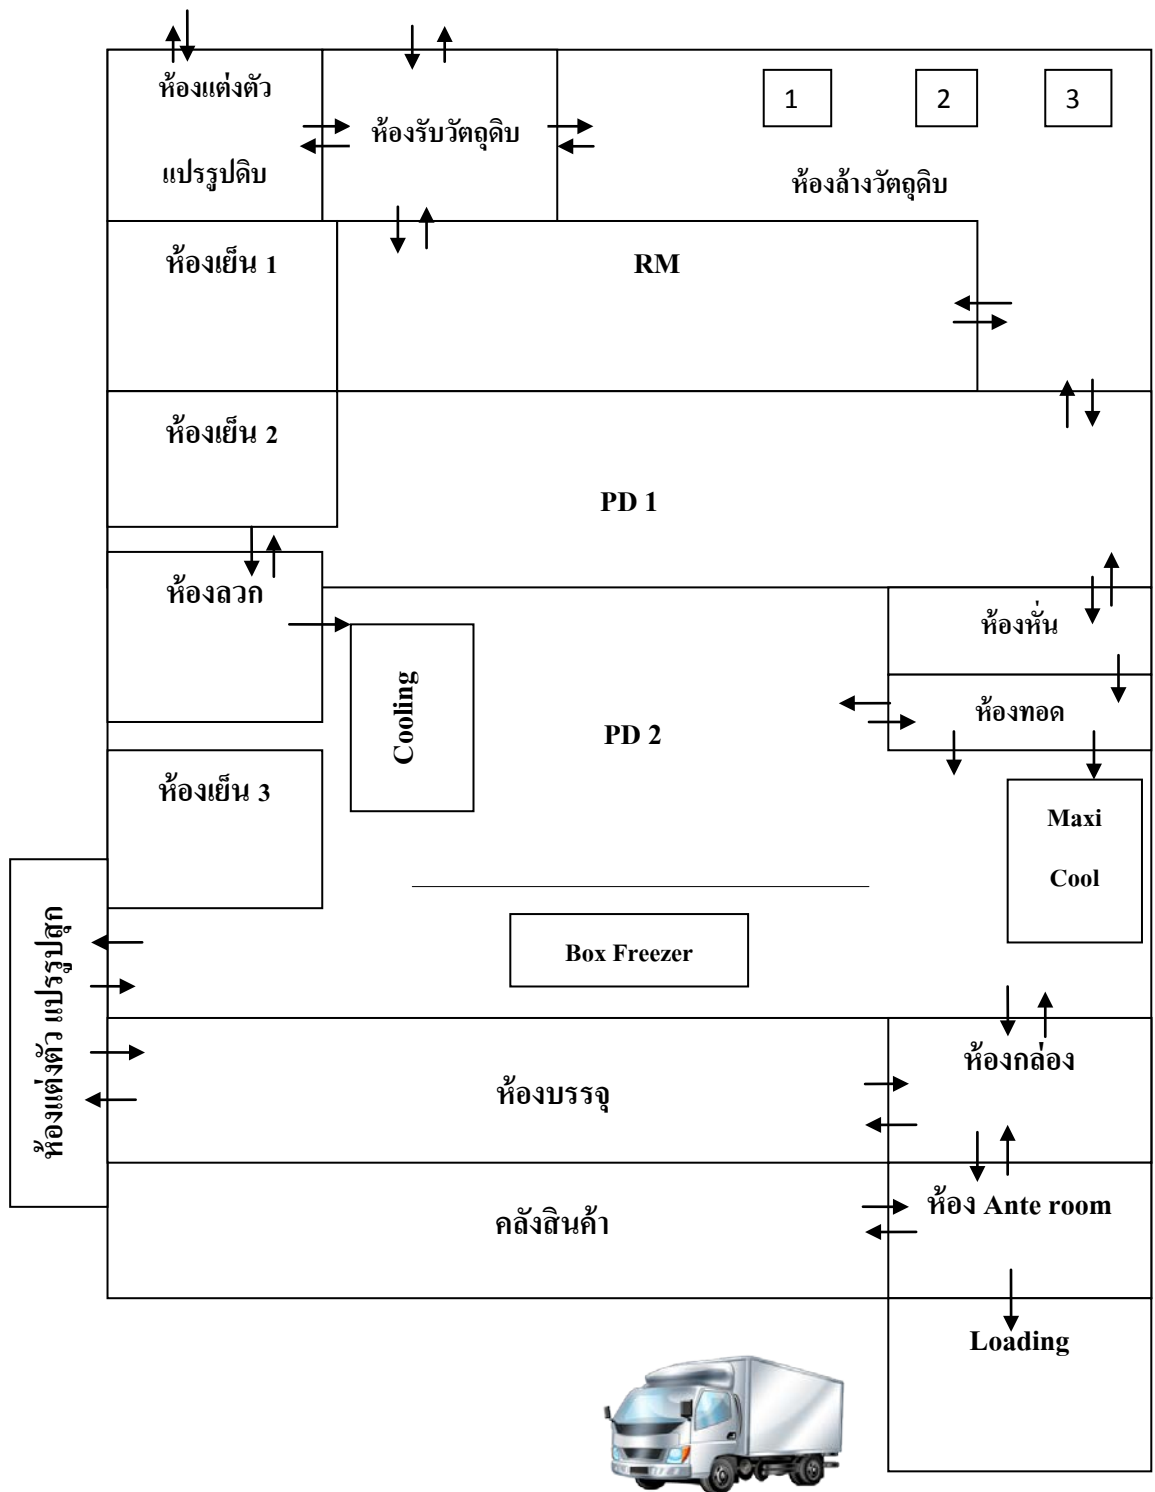 ห้องแต่งตัว
แปรรูปดิบ
ห้องรับวัตถุดิบ
1
2
3
ห้องล้างวัตถุดิบ
ห้องเย็น 1
RM
ห้องเย็น 2
PD 1
ห้องลวก
ห้องหั่น
Cooling
PD 2
ห้องทอด
ห้องเย็น 3
Maxi
Cool
ห้องแต่งตัว แปรรูปสุก
Box Freezer
ห้องบรรจุ
ห้องกล่อง
คลังสินค้า
ห้อง Ante room
Loading